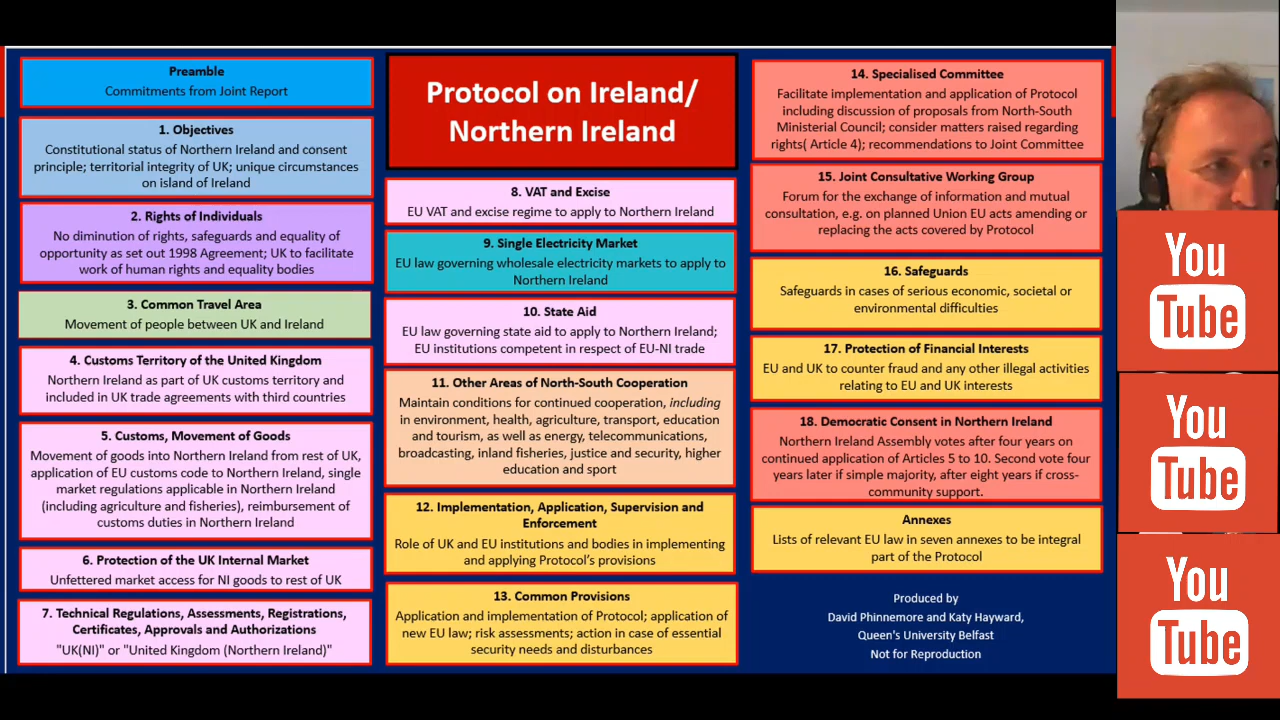 Preamble
Commitments from Joint Report
1. Objectives
Constitutional status of Northern Ireland and consent
principle; territorial integrity of UK; unique circumstances
on island of Ireland
2. Rights of Individuals
No diminution of rights, safeguards and equality of
opportunity as set out 1998 Agreement; UK to facilitate
work of human rights and equality bodies
3. Common Travel Area
Movement of people between UK and Ireland
4. Customs Territory of the United Kingdom
Northern Ireland as part of UK customs territory and
included in UK trade agreements with third countries
5. Customs, Movement of Goods
Movement of goods into Northern Ireland from rest of UK,
application of EU customs code to Northern Ireland, single
market regulations applicable in Northern Ireland
(including agriculture and fisheries), reimbursement of
customs duties in Northern Ireland
6. Protection of the UK Internal Market
Unfettered market access for NI goods to rest of UK
7. Technical Regulations, Assessments, Registrations,
Certificates, Approvals and Authorizations
"UK(NI)" or "United Kingdom (Northern Ireland)"
Protocol on Ireland/
Northern Ireland
8. VAT and Excise
EU VAT and excise regime to apply to Northern Ireland
9. Single Electricity Market
EU law governing wholesale electricity markets to apply to
Northern Ireland
10. State Aid
EU law governing state aid to apply to Northern Ireland;
EU institutions competent in respect of EU-NI trade
11. Other Areas of North-South Cooperation
Maintain conditions for continued cooperation, including
in environment, health, agriculture, transport, education
and tourism, as well as energy, telecommunications,
broadcasting, inland fisheries, justice and security, higher
education and sport
12. Implementation, Application, Supervision and
Enforcement
Role of UK and EU institutions and bodies in implementing
and applying Protocol's provisions
13. Common Provisions
Application and implementation of Protocol; application of
new EU law; risk assessments; action in case of essential
security needs and disturbances
14. Specialised Committee
Facilitate implementation and application of Protocol
including discussion of proposals from North-South
Ministerial Council; consider matters raised regarding
rights( Article 4); recommendations to Joint Committee
15. Joint Consultative Working Group
Forum for the exchange of information and mutual
consultation, e.g. on planned Union EU acts amending or
replacing the acts covered by Protocol
16. Safeguards
Safeguards in cases of serious economic, societal or
environmental difficulties
17. Protection of Financial Interests
EU and UK to counter fraud and any other illegal activities
relating to EU and UK interests
18. Democratic Consent in Northern Ireland
Northern Ireland Assembly votes after four years on
continued application of Articles 5 to 10. Second vote four
years later if simple majority, after eight years if cross-
community support.
Annexes
Lists of relevant EU law in seven annexes to be integral
part of the Protocol
Produced by
David Phinnemore and Katy Hayward,
Queen's University Belfast
Not for Reproduction
You
Tube
You
Tube
You
Tube